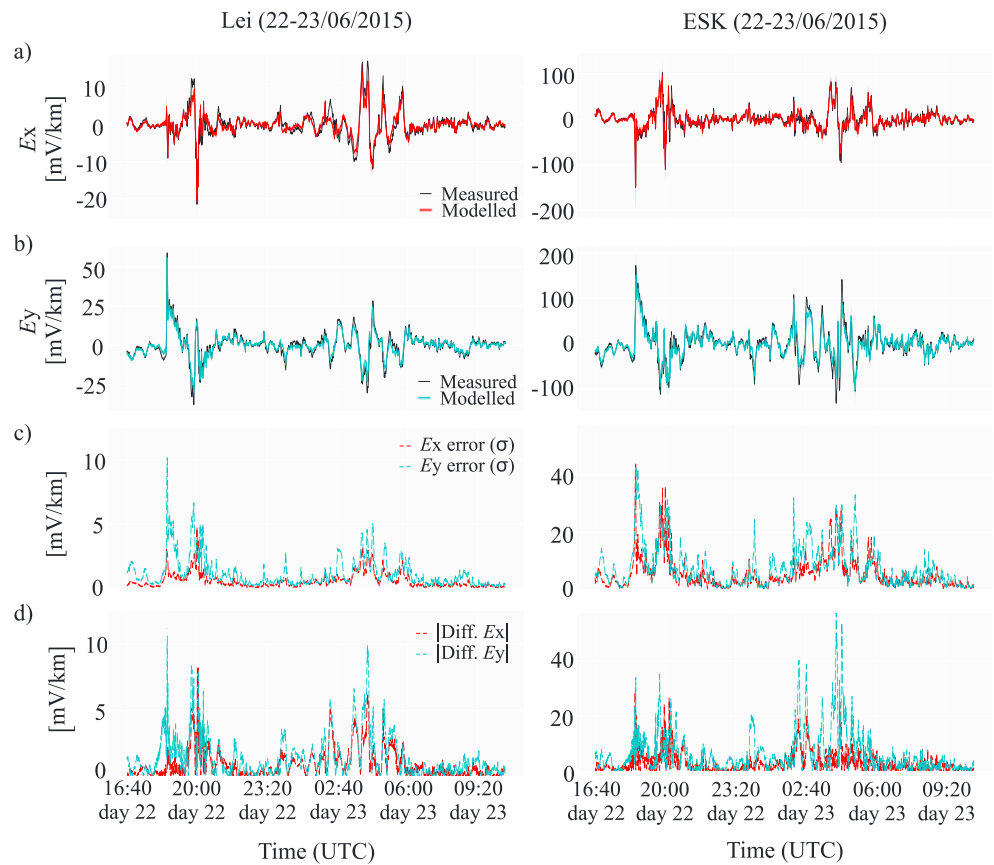 Lei (22-23/06/2015)
ESK (22-23/06/2015)
a)
Ex
[mV/km]
10
0
-10
-20
Measured
Modelled
100
0
-100
-200
b)
Ey
[mV/km]
50
25
0
-25
Measured
Modelled
200
100
0
-100
c)
[mV/km]
10
5
0
Ex error (σ)
Ey error (σ)
40
20
0
d)
[mV/km]
10
5
0
|Diff. Ex|
|Diff. Ey|
40
20
0
16:40 20:00 23:20 02:40 06:00 09:20
day 22 day 22 day 22 day 23 day 23 day 23
Time (UTC)
16:40 20:00 23:20 02:40 06:00 09:20
day 22 day 22 day 22 day 23 day 23 day 23
Time (UTC)